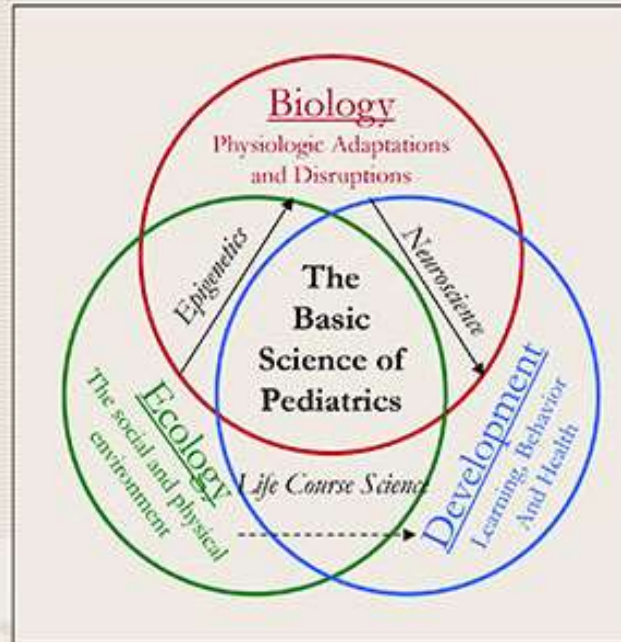 Biology
Physiologic Adaptations
and Disruptions
Epigenetics
Neuroscience
The
Basic
Science of
Pediatrics
Ecology
The social and physical
environment
Development
Learning, Behavior
And Health
Life Course Science